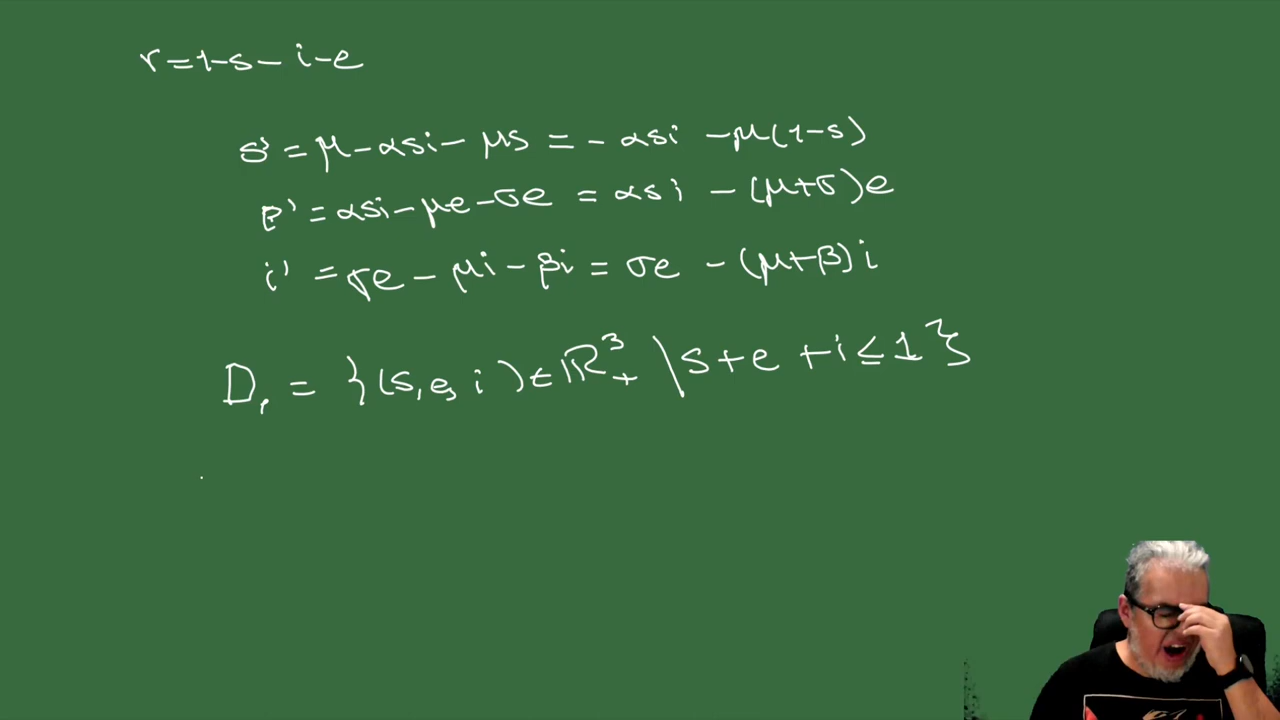 r=1-s-i-e
s' = μ-αsi-μs = -αsi -μ(1-s)
e' = αsi-μe-σe = αsi -(μ+σ)e
i' = σe-μi-βi = σe -(μ+β)i
D₁ = {(s,e,i)∈ℝ³₊ \ s+e+i≤1}